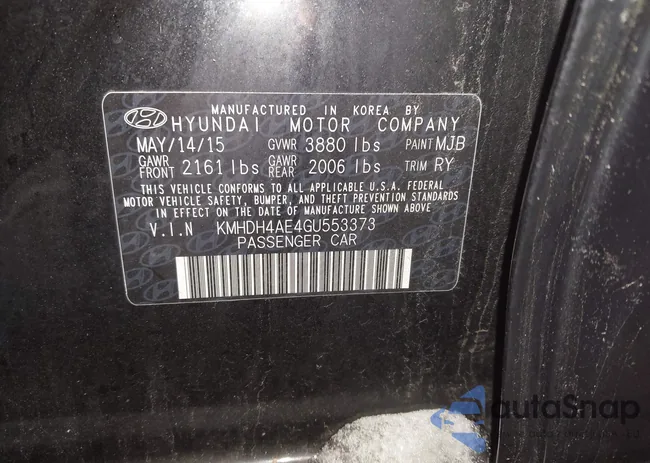 MANUFACTURED IN KOREA BY
HYUNDAI MOTOR COMPANY
MAY/14/15 GVWR 3880 lbs PAINT MJB
GAWR FRONT 2161 lbs GAWR REAR 2006 lbs TRIM RY
THIS VEHICLE CONFORMS TO ALL APPLICABLE U.S.A. FEDERAL
MOTOR VEHICLE SAFETY, BUMPER, AND THEFT PREVENTION STANDARDS
IN EFFECT ON THE DATE OF MANUFACTURE SHOWN ABOVE.
V.I.N KMHDH4AE4GU553373
PASSENGER CAR
autoSnap